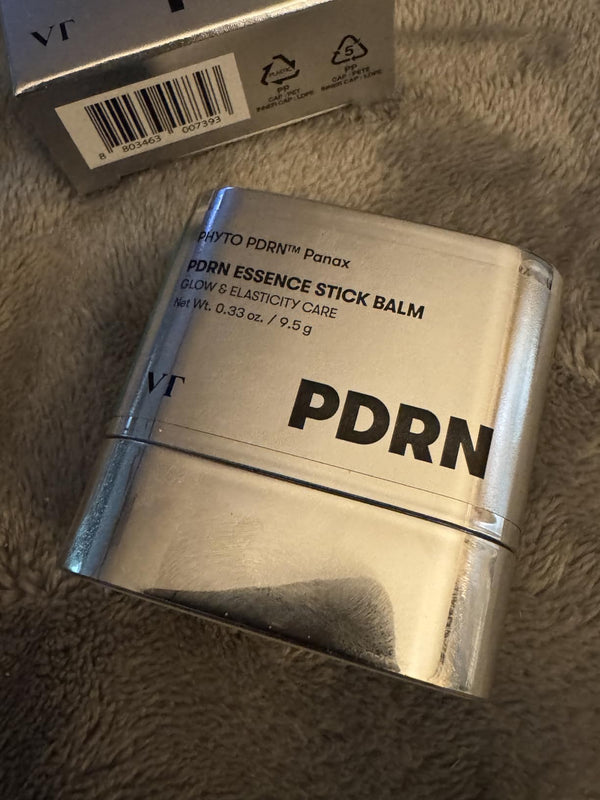 VT
8 803463 007393
PLASTIC
PP
CAP : PET
INNER CAP : LDPE
5
PP
CAP : PETE
INNER CAP : LDPE
PHYTO PDRN™ Panax
PDRN ESSENCE STICK BALM
GLOW & ELASTICITY CARE
Net Wt. 0.33 oz. / 9.5 g
VT
PDRN